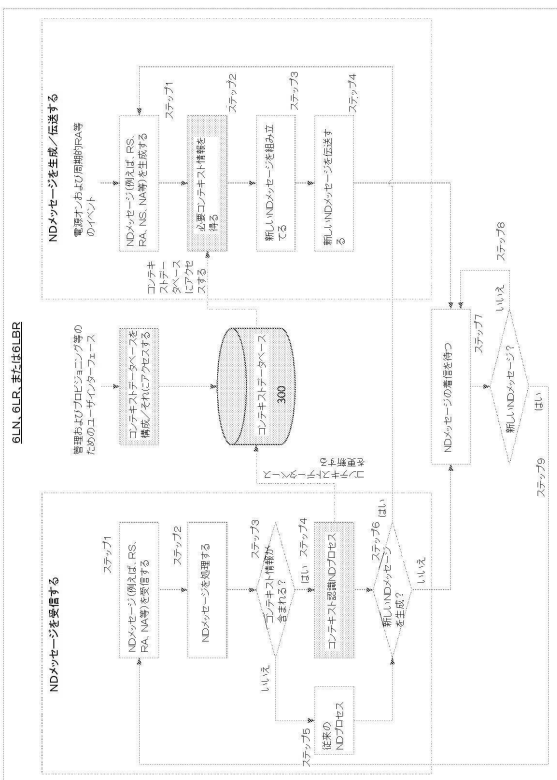 6LN、6LR、または6LBR
NDメッセージを受信する
ステップ1
NDメッセージ(例えば、RS、
RA、NA等)を受信する
ステップ2
NDメッセージを処理する
ステップ3
コンテキスト情報が
含まれる?
いいえ
はい
ステップ4
コンテキスト認識NDプロセス
ステップ5
従来の
NDプロセス
ステップ6
新しいNDメッセージ
を生成?
はい
いいえ
コンテキストデータベース
を更新する
管理およびプロビジョニング等の
ためのユーザインターフェース
コンテキストデータベースを
構成/それにアクセスする
コンテキストデータベース
300
コンテキ
ストデー
タベース
にアクセ
スする
NDメッセージを生成/伝送する
電源オンおよび周期的RA等
のイベント
ステップ1
NDメッセージ(例えば、RS、
RA、NS、NA等)を生成する
ステップ2
必要コンテキスト情報を
得る
ステップ3
新しいNDメッセージを組み立
てる
ステップ4
新しいNDメッセージを伝送す
る
NDメッセージの着信を待つ
ステップ7
新しいNDメッセージ?
いいえ
ステップ8
はい
ステップ9